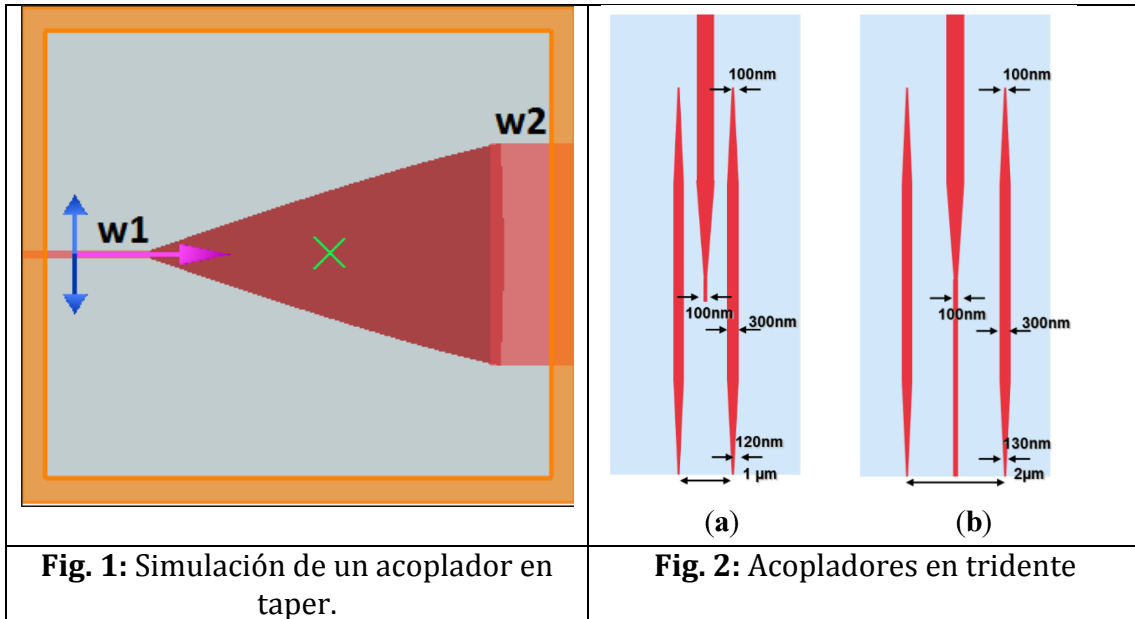 w1
w2
100nm
100nm
300nm
120nm
1 µm
(a)
100nm
100nm
300nm
130nm
2µm
(b)
Fig. 1: Simulación de un acoplador en
taper.
Fig. 2: Acopladores en tridente